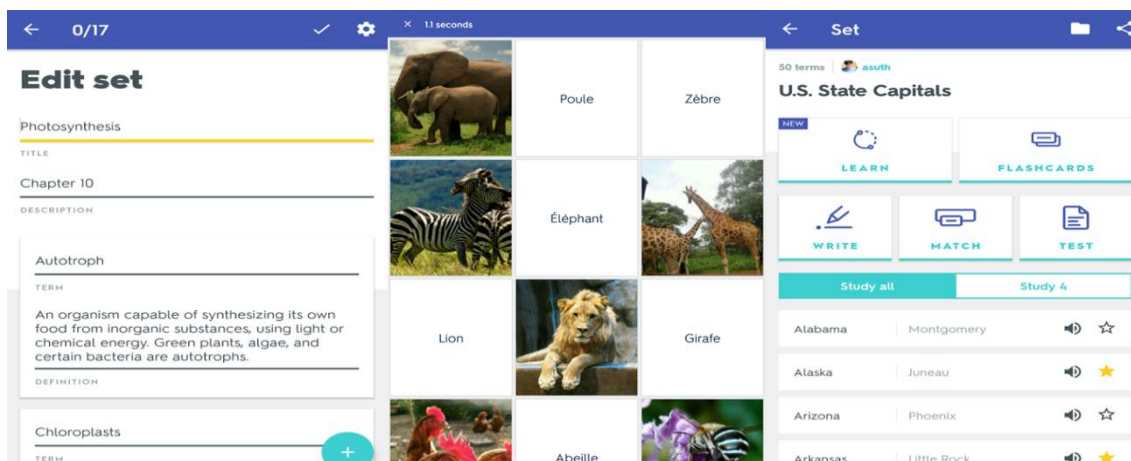 0/17
Edit set
Photosynthesis
TITLE
Chapter 10
DESCRIPTION
Autotroph
TERM
An organism capable of synthesizing its own
food from inorganic substances, using light or
chemical energy. Green plants, algae, and
certain bacteria are autotrophs.
DEFINITION
Chloroplasts
TERM
+
× 1.1 seconds
Poule
Zèbre
Éléphant
Lion
Girafe
Abeille
Set
50 terms asuth
U.S. State Capitals
NEW
LEARN
FLASHCARDS
WRITE
MATCH
TEST
Study all
Study 4
Alabama Montgomery
Alaska Juneau
Arizona Phoenix
Arkansas Little Rock